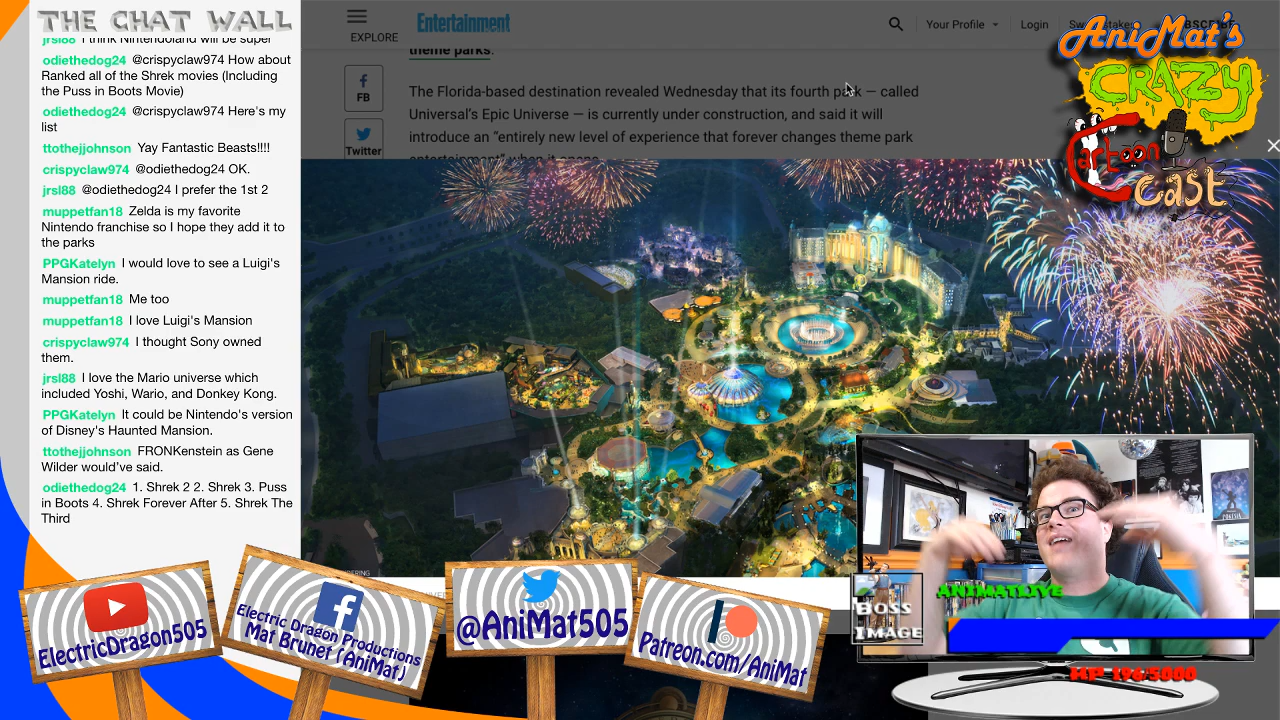 THE CHAT WALL
jrsl88 I think Nintendoland will be super
odiethedog24 @crispyclaw974 How about
Ranked all of the Shrek movies (Including
the Puss in Boots Movie)
odiethedog24 @crispyclaw974 Here's my
list
ttothejjohnson Yay Fantastic Beasts!!!!
crispyclaw974 @odiethedog24 OK.
jrsl88 @odiethedog24 I prefer the 1st 2
muppetfan18 Zelda is my favorite
Nintendo franchise so I hope they add it to
the parks
PPGKatelyn I would love to see a Luigi's
Mansion ride.
muppetfan18 Me too
muppetfan18 I love Luigi's Mansion
crispyclaw974 I thought Sony owned
them.
jrsl88 I love the Mario universe which
included Yoshi, Wario, and Donkey Kong.
PPGKatelyn It could be Nintendo's version
of Disney's Haunted Mansion.
ttothejjohnson FRONKenstein as Gene
Wilder would've said.
odiethedog24 1. Shrek 2 2. Shrek 3. Puss
in Boots 4. Shrek Forever After 5. Shrek The
Third
EXPLORE
Entertainment
Your Profile
Login
theme parks.
FB
Twitter
The Florida-based destination revealed Wednesday that its fourth park — called
Universal's Epic Universe — is currently under construction, and said it will
introduce an "entirely new level of experience that forever changes theme park
entertainment" when it opens.
AniMat's
CRAZY
Cartoon
Cast
BOSS
IMAGE
ANIMATLIVE
HP 196/5000
ElectricDragon505
Electric Dragon Productions
Mat Brunet (AniMat)
@AniMat505
Patreon.com/AniMat